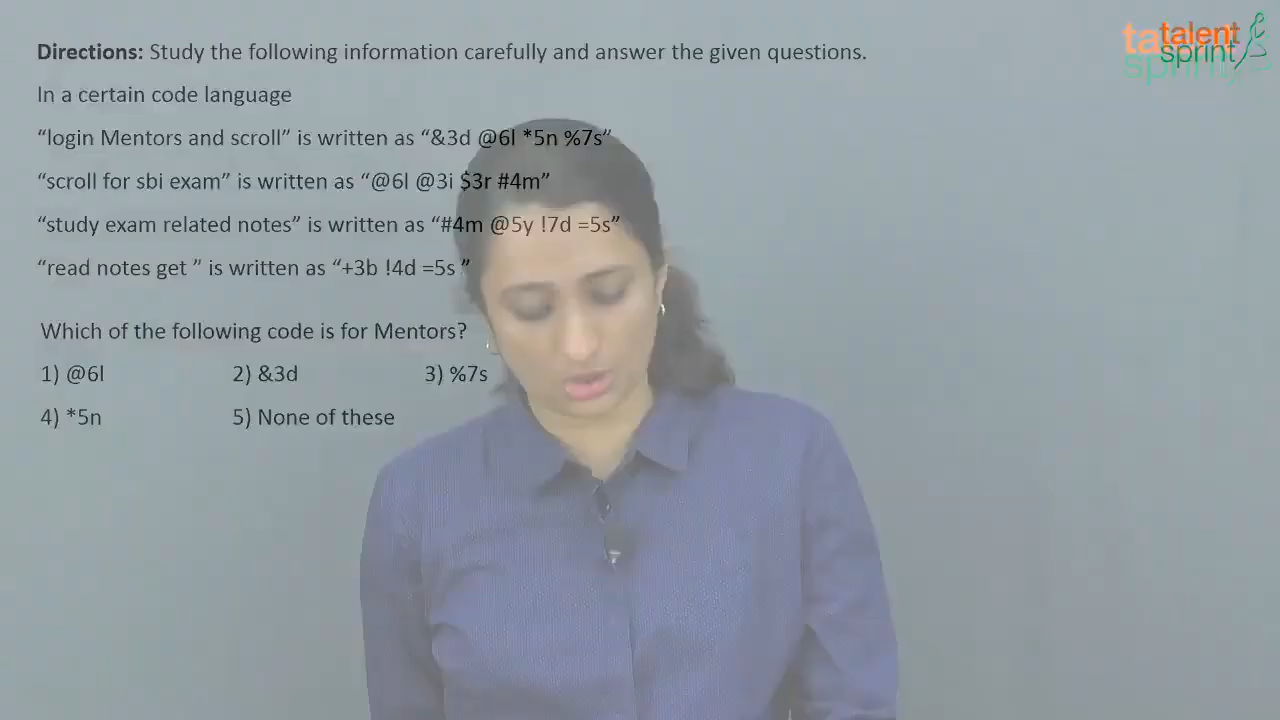 talent
sprint
Directions: Study the following information carefully and answer the given questions.
In a certain code language
“login Mentors and scroll” is written as “&3d @6l *5n %7s”
“scroll for sbi exam” is written as “@6l @3i $3r #4m”
“study exam related notes” is written as “#4m @5y !7d =5s”
“read notes get ” is written as “+3b !4d =5s ”
Which of the following code is for Mentors?
1) @6l 2) &3d 3) %7s
4) *5n 5) None of these